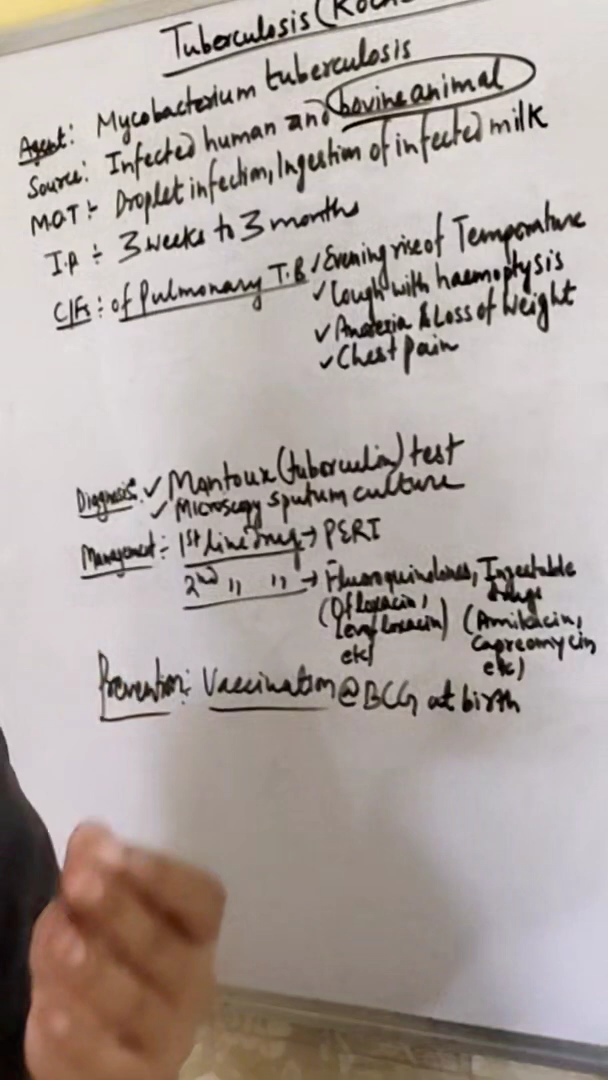 Tuberculosis (Koch
Agent: Mycobacterium tuberculosis
Source: Infected human and bovine animal
M.O.T :- Droplet infection, Ingestion of infected milk
I.P ÷ 3 weeks to 3 months
C/Fs: of Pulmonary T.B ✓ Evening rise of Temperature
✓ Cough with haemoptysis
✓ Anorexia & Loss of Weight
✓ Chest Pain
Diagnosis: ✓ Mantoux (tuberculin) test
✓ Microscopy sputum culture
Management :- 1st line drug → PERI
2nd " " → Fluoroquinolones, Injectable drugs
(Ofloxacin, levofloxacin etc) (Amikacin, Capreomycin etc)
Prevention: Vaccination @ BCG at birth